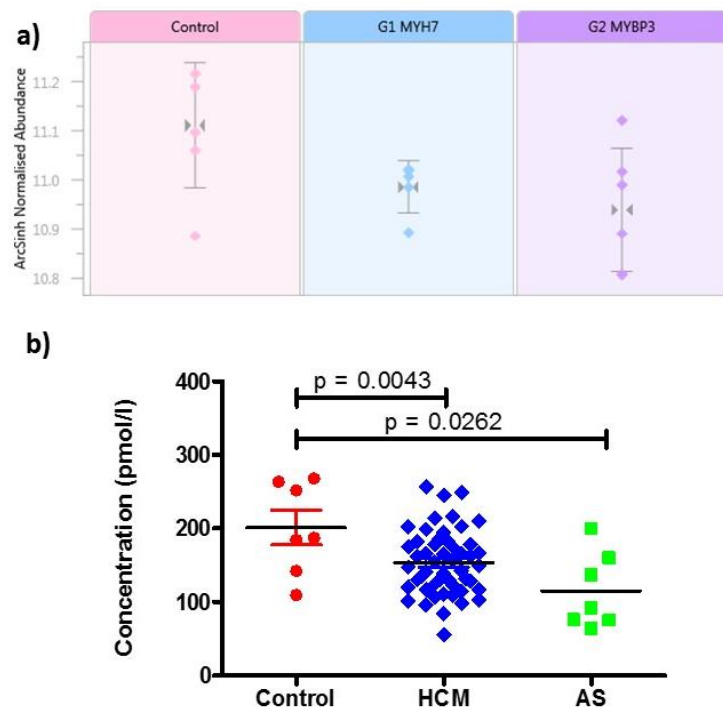 a)
Control G1 MYH7 G2 MYBP3
ArcSinh Normalised Abundance
11.2
11.1
11.0
10.9
10.8
b)
Concentration (pmol/l)
400
300
200
100
0
p = 0.0043
p = 0.0262
Control HCM AS